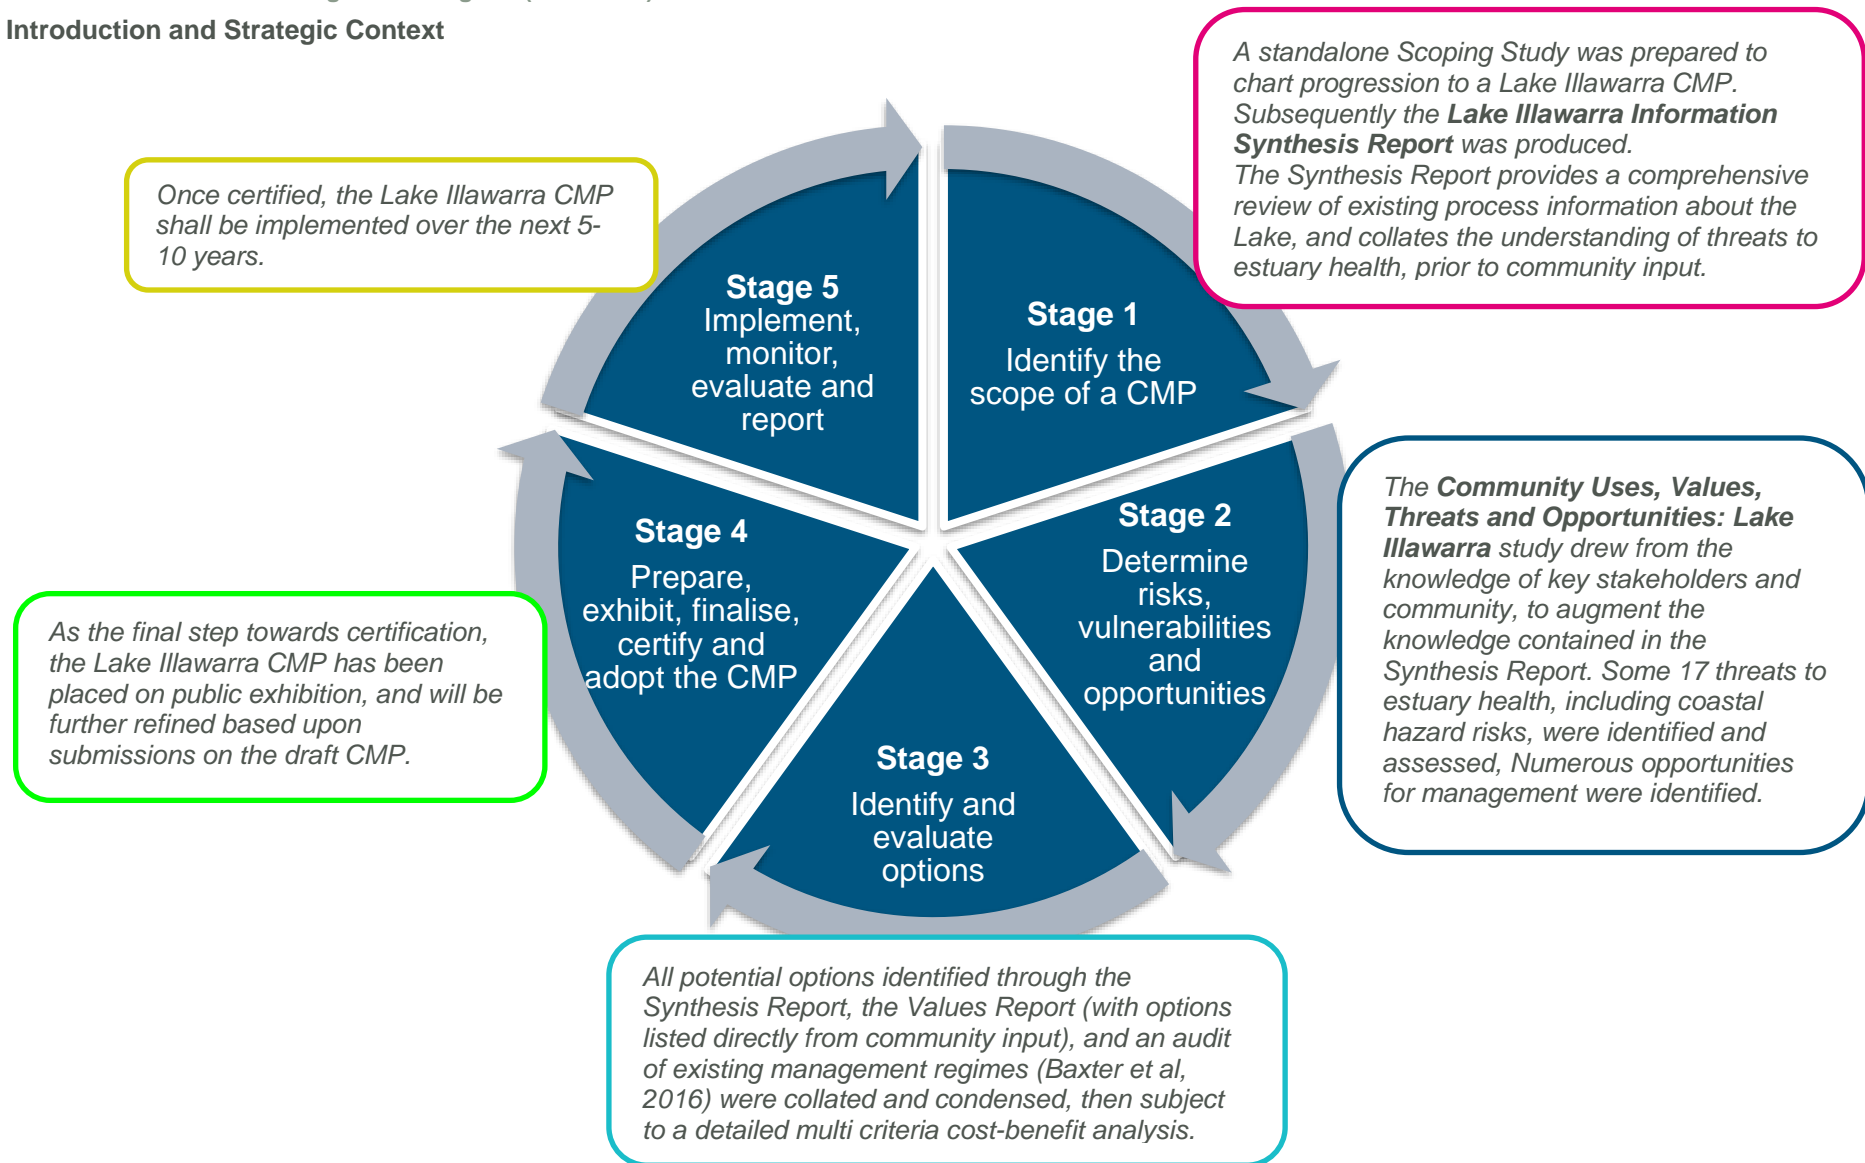 Introduction and Strategic Context
A standalone Scoping Study was prepared to
chart progression to a Lake Illawarra CMP.
Subsequently the Lake Illawarra Information
Synthesis Report was produced.
The Synthesis Report provides a comprehensive
review of existing process information about the
Lake, and collates the understanding of threats to
estuary health, prior to community input.
Once certified, the Lake Illawarra CMP
shall be implemented over the next 5-
10 years.
Stage 5
Implement,
monitor,
evaluate and
report
Stage 1
Identify the
scope of a CMP
Stage 2
Determine
risks,
vulnerabilities
and
opportunities
The Community Uses, Values,
Threats and Opportunities: Lake
Illawarra study drew from the
knowledge of key stakeholders and
community, to augment the
knowledge contained in the
Synthesis Report. Some 17 threats to
estuary health, including coastal
hazard risks, were identified and
assessed, Numerous opportunities
for management were identified.
Stage 4
Prepare,
exhibit, finalise,
certify and
adopt the CMP
As the final step towards certification,
the Lake Illawarra CMP has been
placed on public exhibition, and will be
further refined based upon
submissions on the draft CMP.
Stage 3
Identify and
evaluate
options
All potential options identified through the
Synthesis Report, the Values Report (with options
listed directly from community input), and an audit
of existing management regimes (Baxter et al,
2016) were collated and condensed, then subject
to a detailed multi criteria cost-benefit analysis.